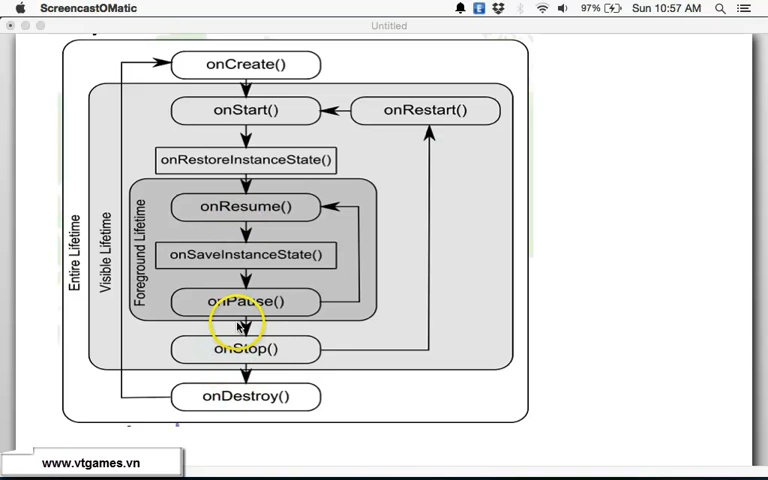 ScreencastOMatic
97%
Sun 10:57 AM
Untitled
onCreate()
onStart()
onRestart()
onRestoreInstanceState()
onResume()
onSaveInstanceState()
onPause()
onStop()
onDestroy()
Entire Lifetime
Visible Lifetime
Foreground Lifetime
www.vtgames.vn